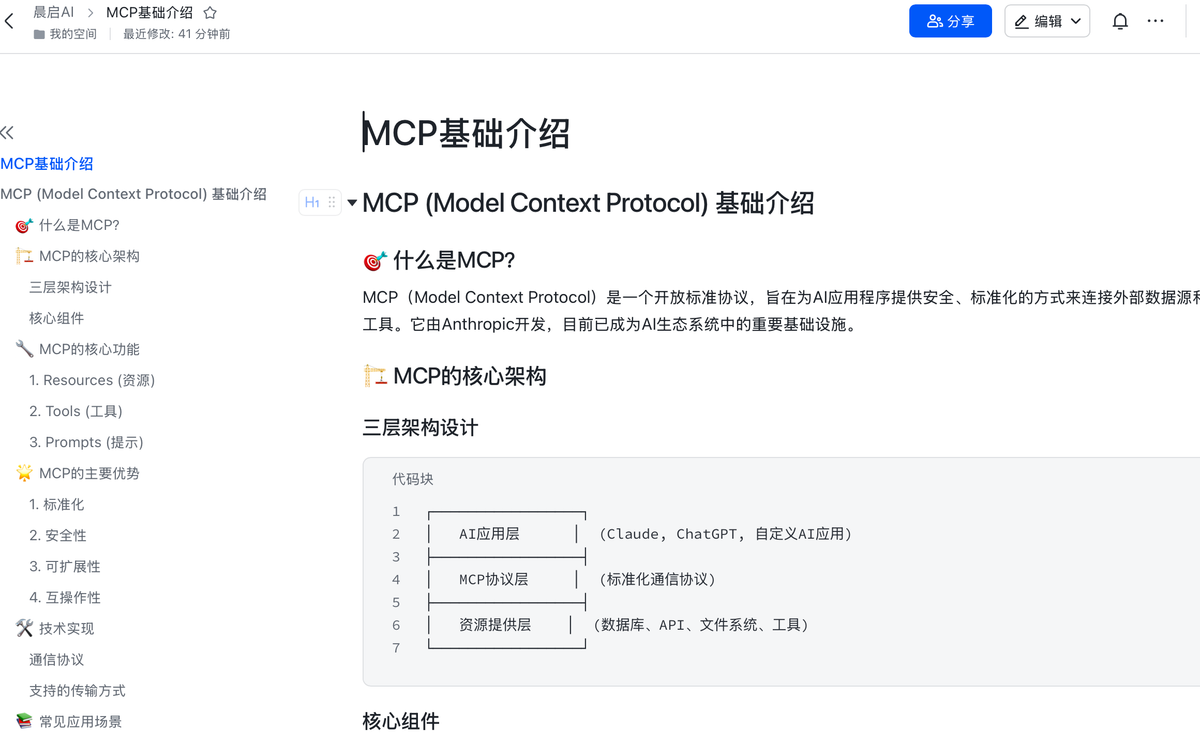 晨启AI > MCP基础介绍
我的空间 | 最近修改: 41 分钟前
分享
编辑
MCP基础介绍
MCP (Model Context Protocol) 基础介绍
🎯 什么是MCP?
🏗️ MCP的核心架构
三层架构设计
核心组件
🔧 MCP的核心功能
1. Resources (资源)
2. Tools (工具)
3. Prompts (提示)
🌟 MCP的主要优势
1. 标准化
2. 安全性
3. 可扩展性
4. 互操作性
🛠️ 技术实现
通信协议
支持的传输方式
📚 常见应用场景
MCP基础介绍
H1
MCP (Model Context Protocol) 基础介绍
🎯 什么是MCP?
MCP（Model Context Protocol）是一个开放标准协议，旨在为AI应用程序提供安全、标准化的方式来连接外部数据源和
工具。它由Anthropic开发，目前已成为AI生态系统中的重要基础设施。
🏗️ MCP的核心架构
三层架构设计
代码块
1 ┌─────────────────┐
2 │ AI应用层 │ (Claude, ChatGPT, 自定义AI应用)
3 ├─────────────────┤
4 │ MCP协议层 │ (标准化通信协议)
5 ├─────────────────┤
6 │ 资源提供层 │ (数据库、API、文件系统、工具)
7 └─────────────────┘
核心组件